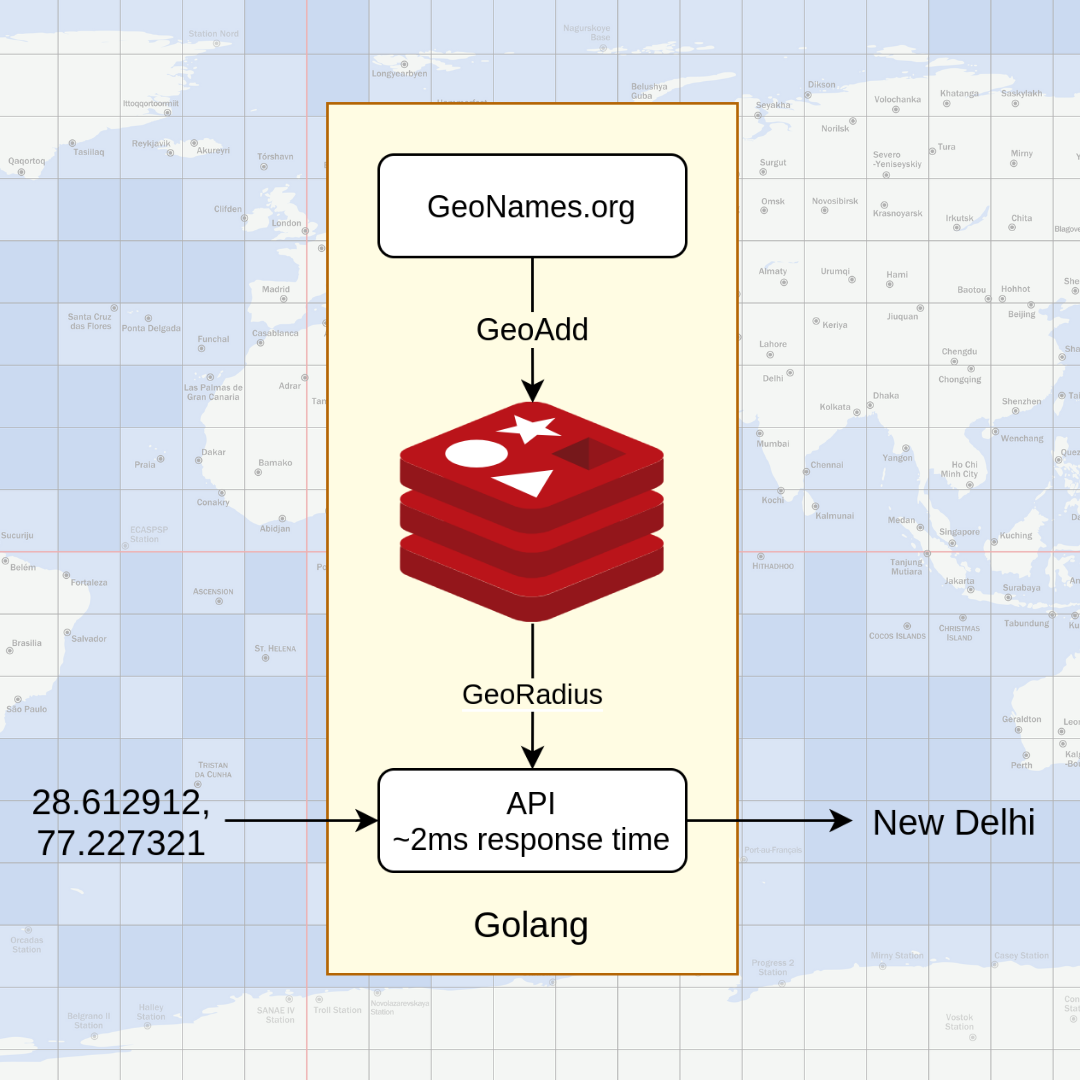 Station Nord
Nagurskoye
Base
Longyearbyen
Belushya
Guba
Dikson
Volochanka
Khatanga
Saskylakh
Ittoqqortoormiit
Seyakha
Norilsk
Qaqortoq
Tasiilaq
Reykjavik
Akureyri
Tórshavn
Surgut
Severo
-Yeniseyskiy
Tura
Mirny
GeoNames.org
Clifden
London
Omsk
Novosibirsk
Krasnoyarsk
Irkutsk
Chita
Madrid
Almaty
Urumqi
Hami
Baotou
Hohhot
Beijing
Santa Cruz
das Flores
Ponta Delgada
Funchal
Casablanca
GeoAdd
Keriya
Jiuquan
Lahore
Chengdu
Las Palmas de
Gran Canaria
Adrar
Delhi
Chongqing
Kolkata
Dhaka
Shenzhen
Praia
Dakar
Bamako
Mumbai
Chennai
Yangon
Wenchang
Ho Chi
Minh City
Conakry
Abidjan
Kochi
Kalmunai
Medan
Singapore
Kuching
Sucuriju
ECASPSP
Station
Belém
Fortaleza
ASCENSION
HITHADHOO
Tanjung
Mutiara
Jakarta
Surabaya
Brasilia
Salvador
ST. HELENA
COCOS ISLANDS
CHRISTMAS
ISLAND
Tabundung
São Paulo
GeoRadius
Geraldton
Perth
TRISTAN
DA CUNHA
28.612912,
77.227321
API
~2ms response time
New Delhi
Port au Français
Golang
Orcadas
Station
Progress 2
Station
Mirny Station
Casey Station
Belgrano II
Station
Halley
Station
SANAE IV
Station
Troll Station
Novolazarevskaya
Station
Vostok
Station